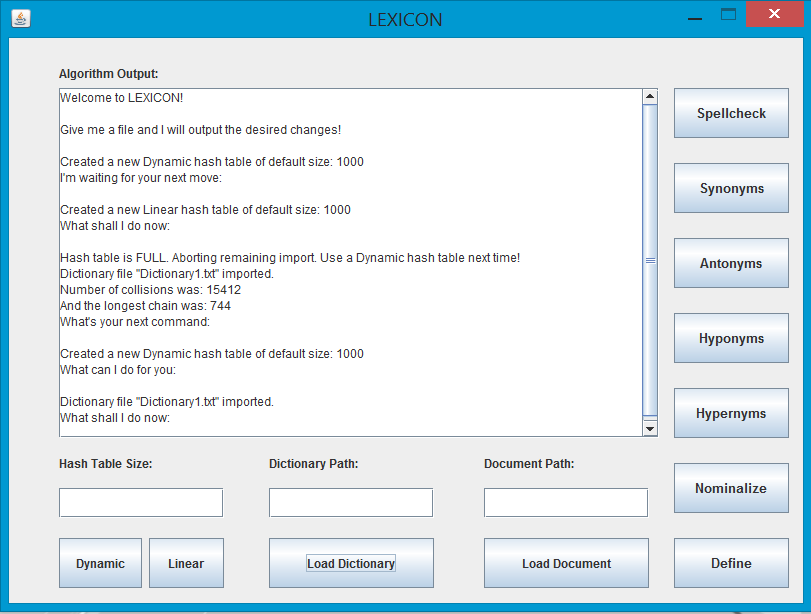 LEXICON
Algorithm Output:
Welcome to LEXICON!
Give me a file and I will output the desired changes!
Created a new Dynamic hash table of default size: 1000
I'm waiting for your next move:
Created a new Linear hash table of default size: 1000
What shall I do now:
Hash table is FULL. Aborting remaining import. Use a Dynamic hash table next time!
Dictionary file "Dictionary1.txt" imported.
Number of collisions was: 15412
And the longest chain was: 744
What's your next command:
Created a new Dynamic hash table of default size: 1000
What can I do for you:
Dictionary file "Dictionary1.txt" imported.
What shall I do now:
Spellcheck
Synonyms
Antonyms
Hyponyms
Hypernyms
Nominalize
Define
Hash Table Size:
Dictionary Path:
Document Path:
Dynamic
Linear
Load Dictionary
Load Document